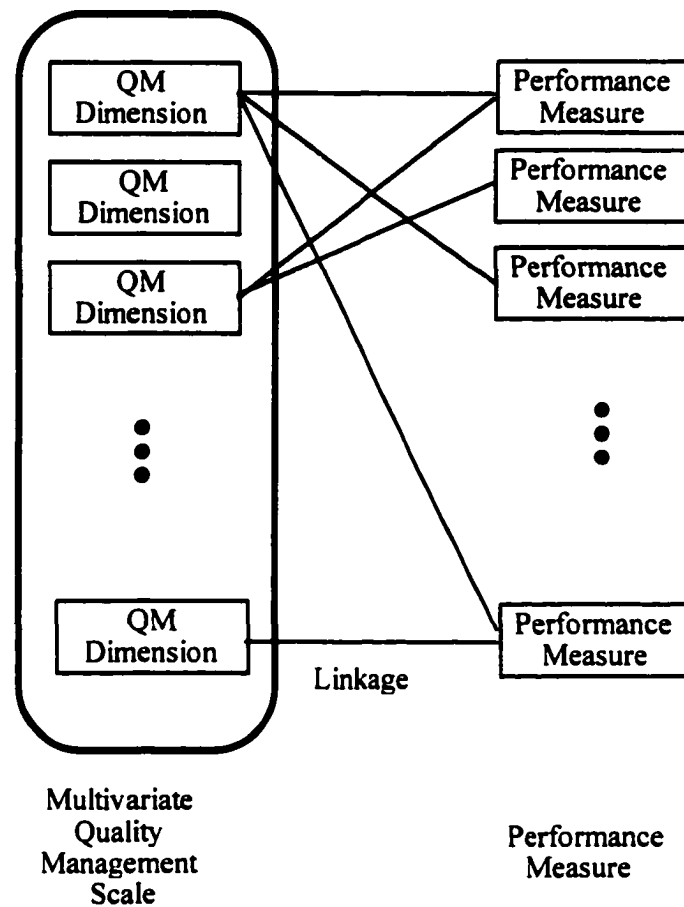 QM
Dimension
QM
Dimension
QM
Dimension
QM
Dimension
Performance
Measure
Performance
Measure
Performance
Measure
Performance
Measure
Linkage
Multivariate
Quality
Management
Scale
Performance
Measure